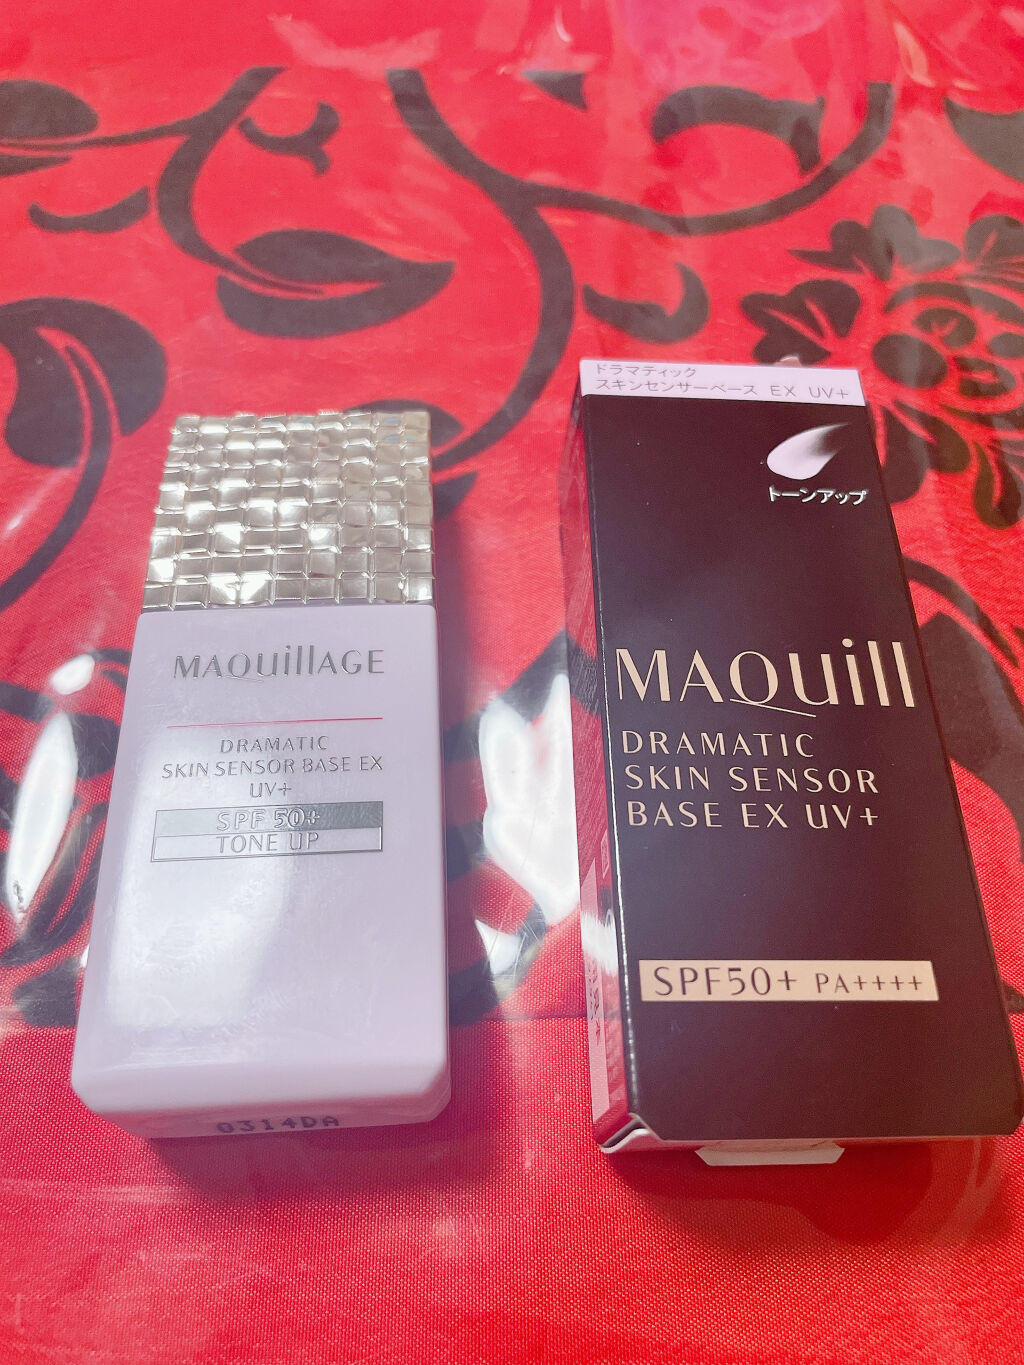 MAQuillAGE
DRAMATIC
SKIN SENSOR BASE EX
UV+
SPF 50+
TONE UP
0314DA
ドラマティック
スキンセンサーベース EX UV+
トーンアップ
MAQuill
DRAMATIC
SKIN SENSOR
BASE EX UV+
SPF50+ PA++++